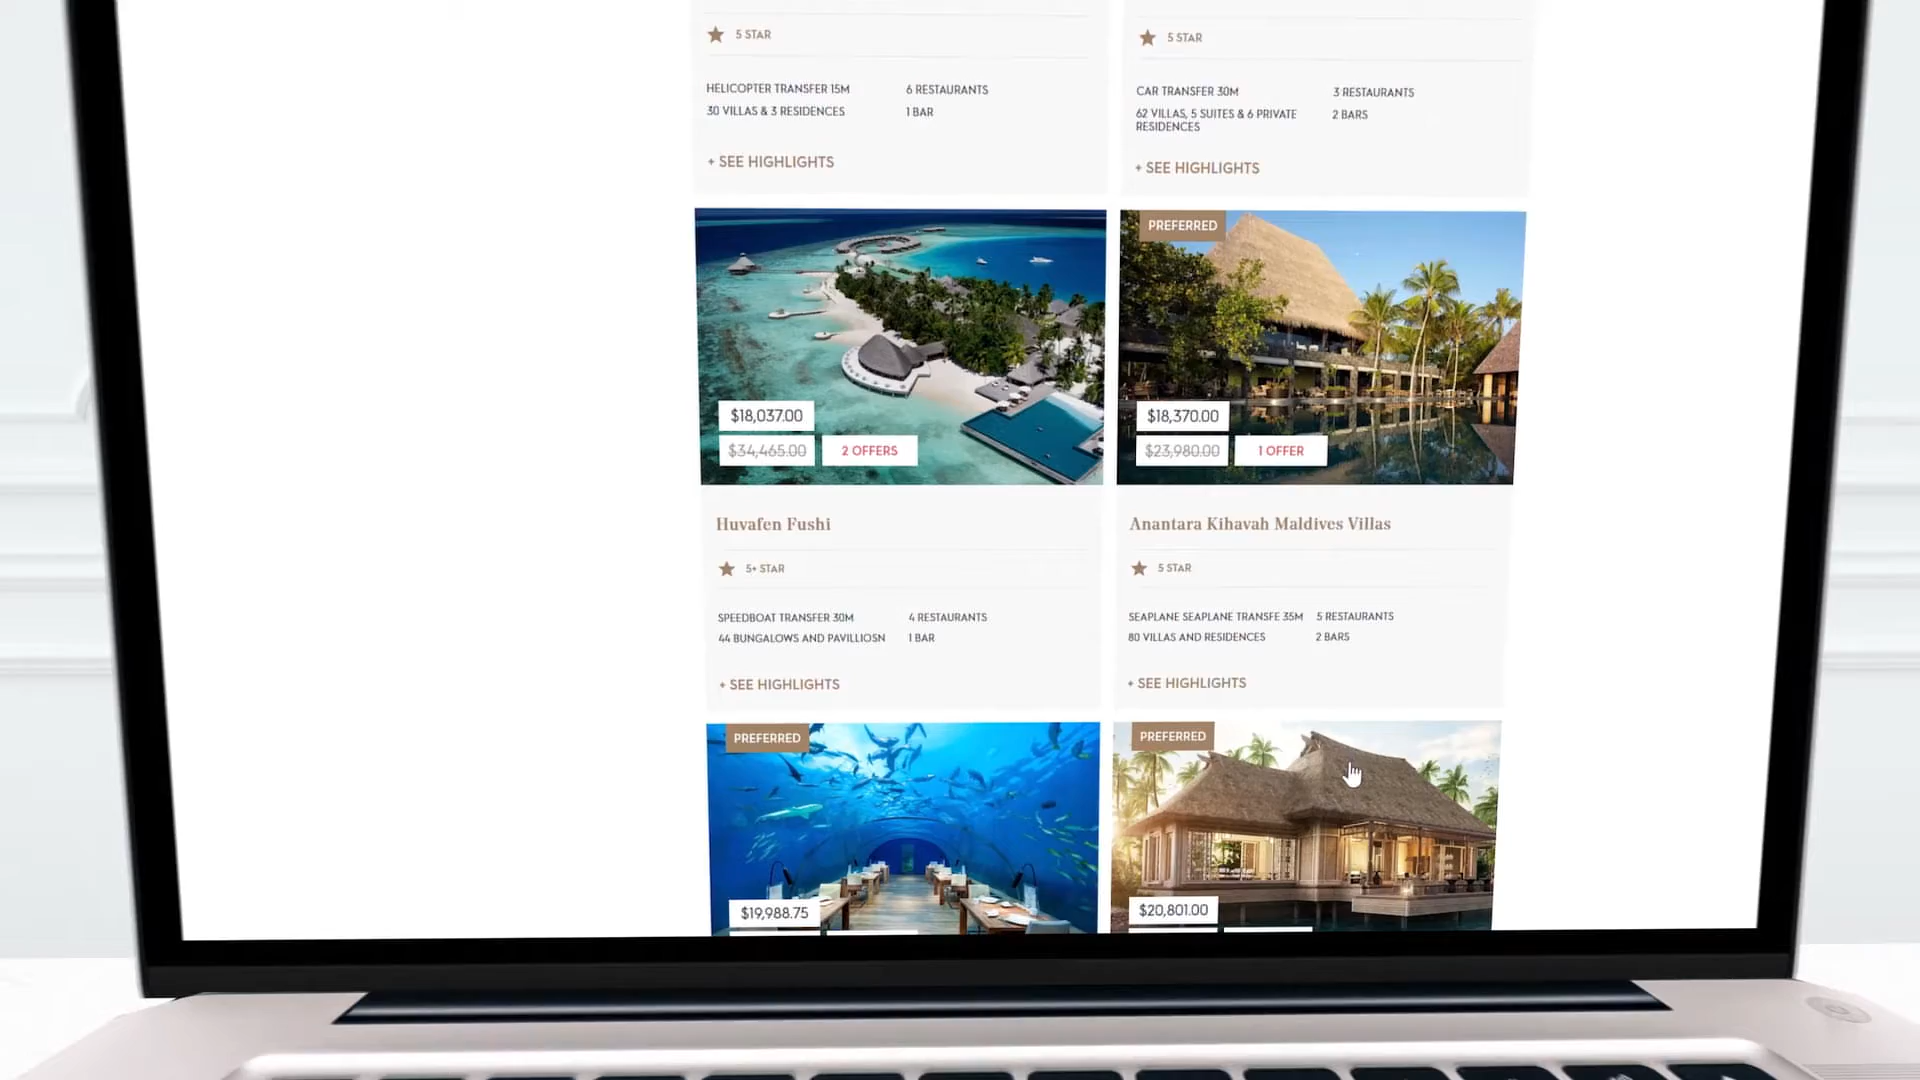 5 STAR
HELICOPTER TRANSFER 15M
6 RESTAURANTS
30 VILLAS & 3 RESIDENCES
1 BAR
+ SEE HIGHLIGHTS
5 STAR
CAR TRANSFER 30M
3 RESTAURANTS
62 VILLAS, 5 SUITES & 6 PRIVATE
RESIDENCES
2 BARS
+ SEE HIGHLIGHTS
$18,037.00
$34,465.00
2 OFFERS
Huvafen Fushi
5+ STAR
SPEEDBOAT TRANSFER 30M
4 RESTAURANTS
44 BUNGALOWS AND PAVILLIOSN
1 BAR
+ SEE HIGHLIGHTS
PREFERRED
$18,370.00
$23,980.00
1 OFFER
Anantara Kihavah Maldives Villas
5 STAR
SEAPLANE SEAPLANE TRANSFE 35M
5 RESTAURANTS
80 VILLAS AND RESIDENCES
2 BARS
+ SEE HIGHLIGHTS
PREFERRED
$19,988.75
PREFERRED
$20,801.00